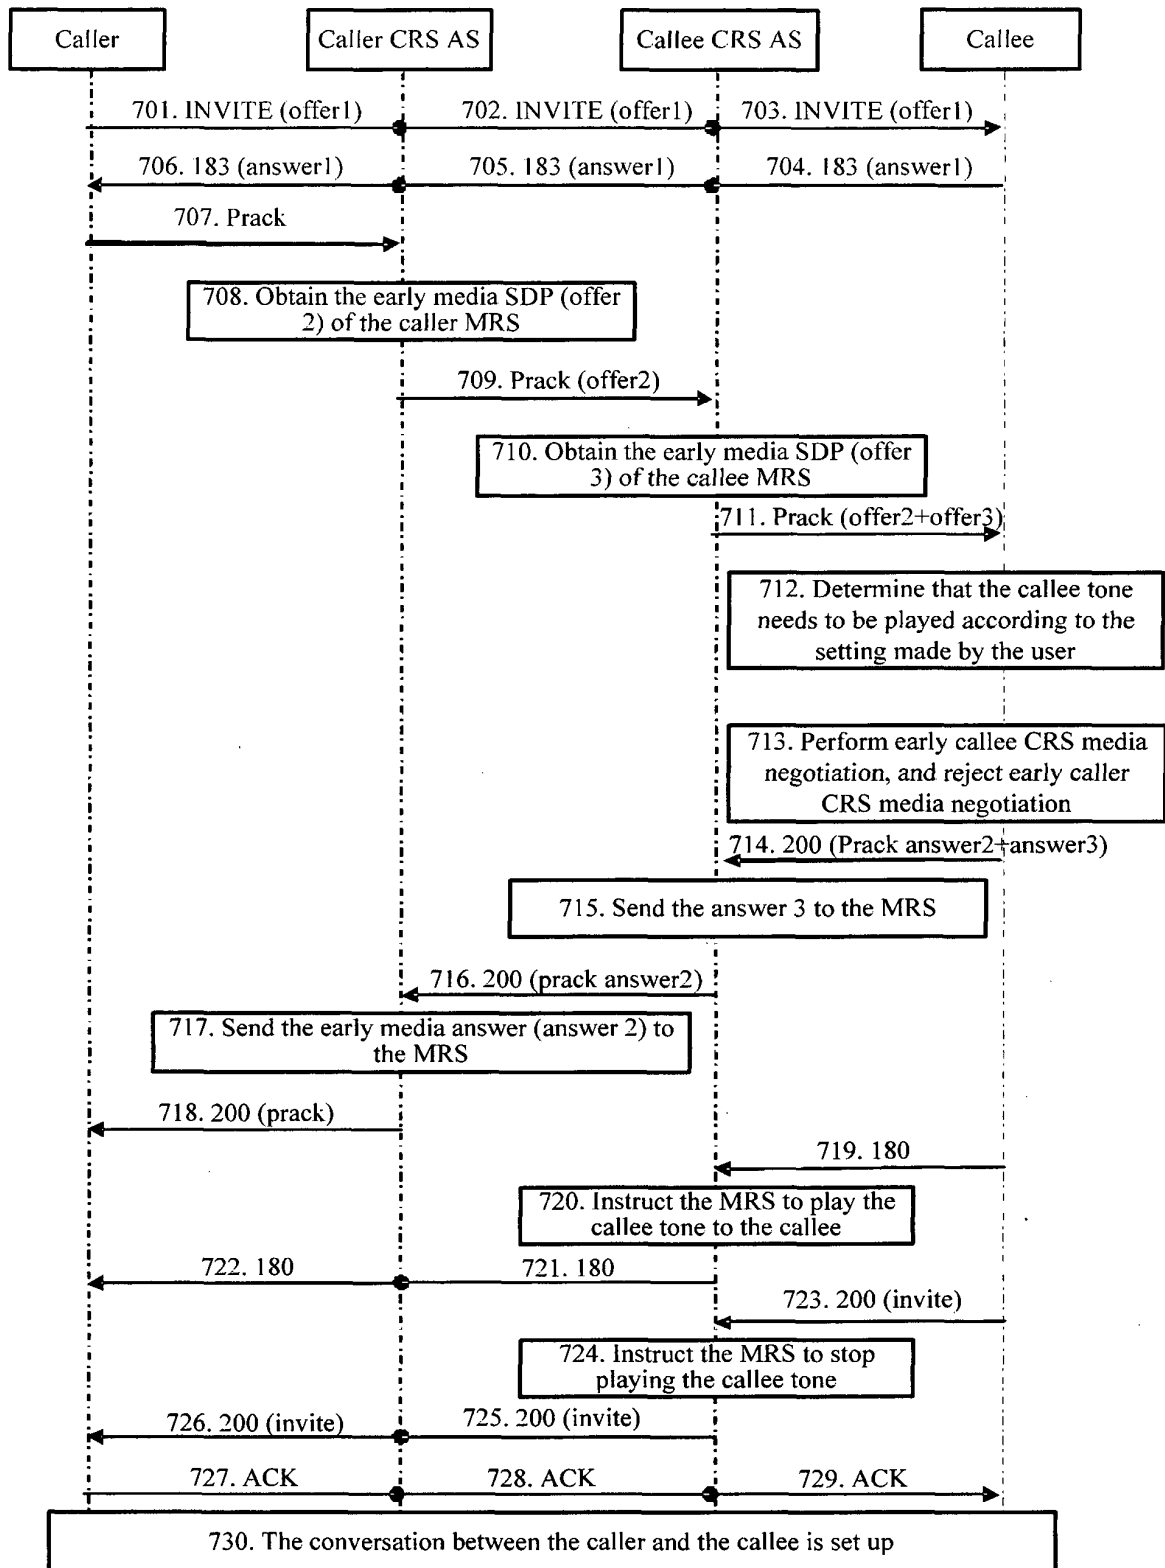 Caller
Caller CRS AS
Callee CRS AS
Callee
701. INVITE (offer1)
702. INVITE (offer1)
703. INVITE (offer1)
706. 183 (answer1)
705. 183 (answer1)
704. 183 (answer1)
707. Prack
708. Obtain the early media SDP (offer
2) of the caller MRS
709. Prack (offer2)
710. Obtain the early media SDP (offer
3) of the callee MRS
711. Prack (offer2+offer3)
712. Determine that the callee tone
needs to be played according to the
setting made by the user
713. Perform early callee CRS media
negotiation, and reject early caller
CRS media negotiation
714. 200 (Prack answer2+answer3)
715. Send the answer 3 to the MRS
716. 200 (prack answer2)
717. Send the early media answer (answer 2) to
the MRS
718. 200 (prack)
719. 180
720. Instruct the MRS to play the
callee tone to the callee
722. 180
721. 180
723. 200 (invite)
724. Instruct the MRS to stop
playing the callee tone
726. 200 (invite)
725. 200 (invite)
727. ACK
728. ACK
729. ACK
730. The conversation between the caller and the callee is set up